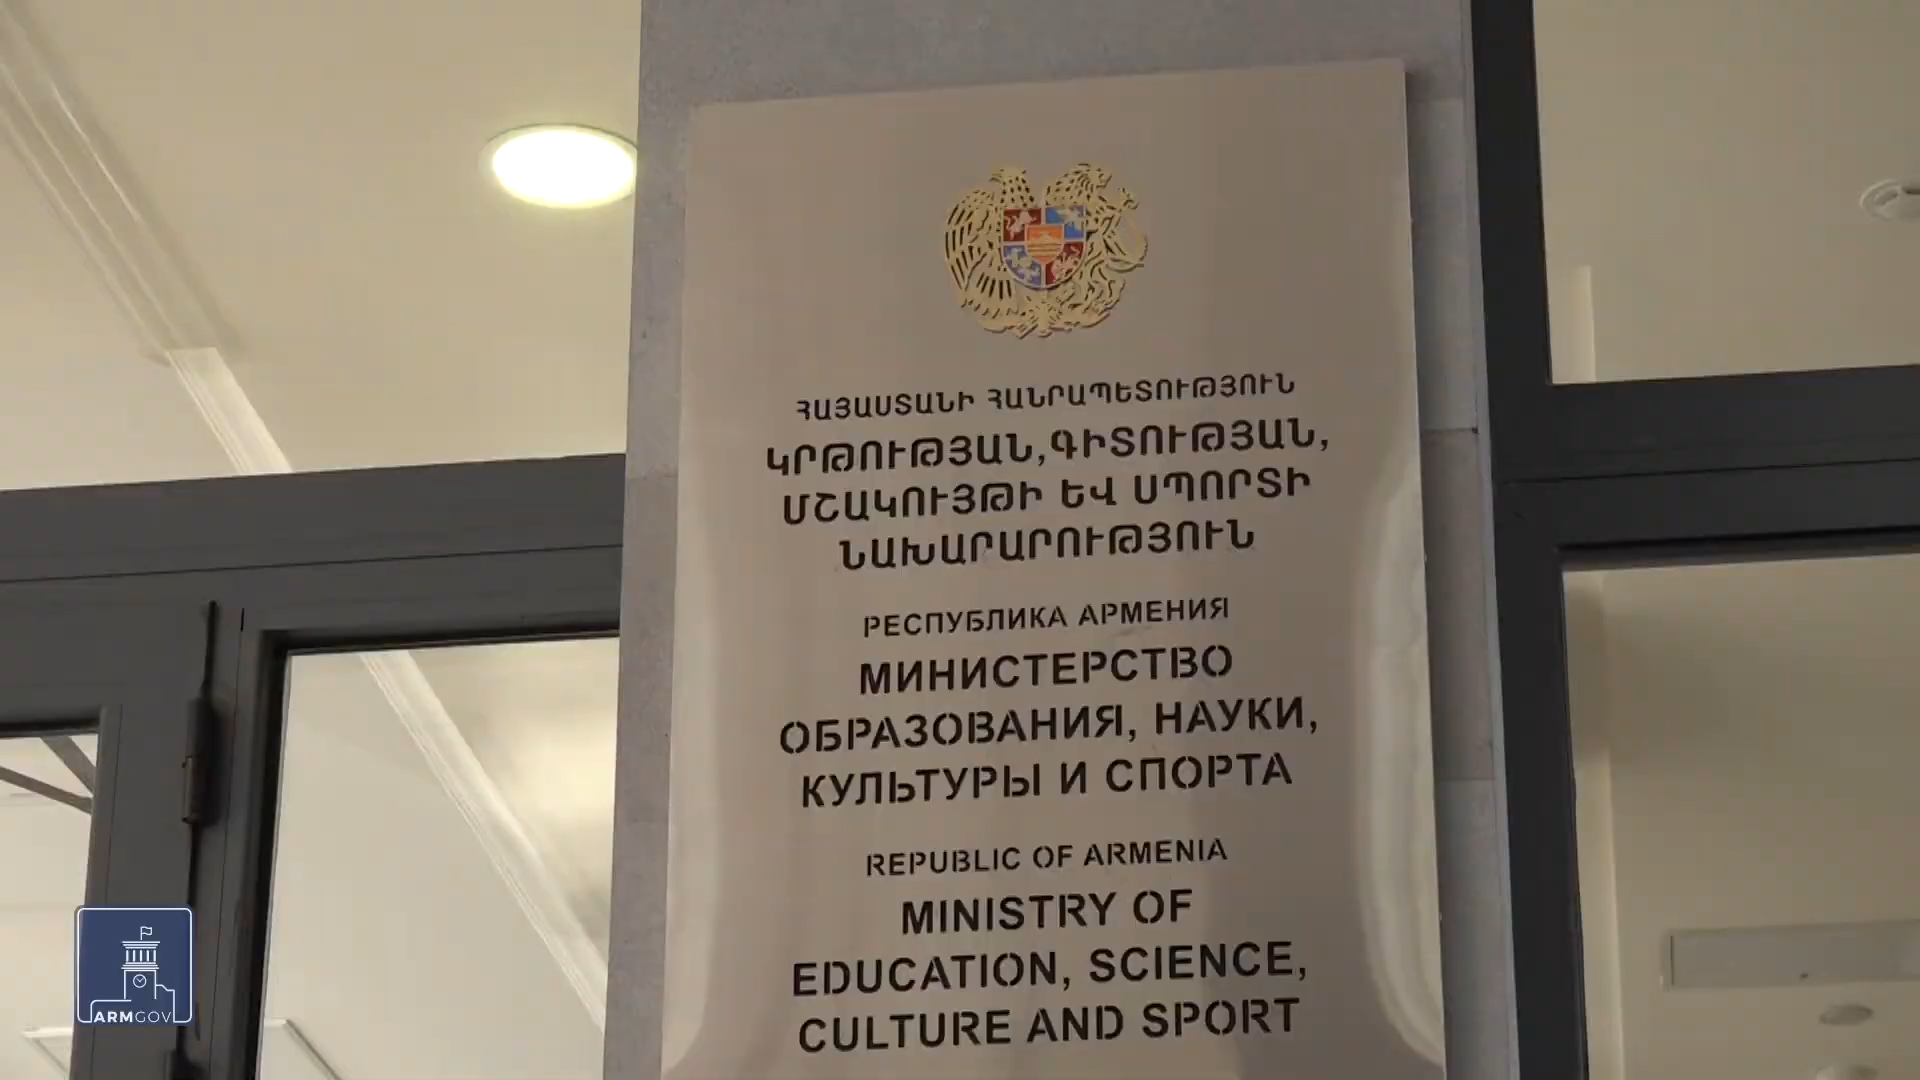 ՀԱՅԱՍՏԱՆԻ ՀԱՆՐԱՊԵՏՈՒԹՅՈՒՆ
ԿՐԹՈՒԹՅԱՆ,ԳԻՏՈՒԹՅԱՆ,
ՄՇԱԿՈՒՅԹԻ ԵՎ ՍՊՈՐՏԻ
ՆԱԽԱՐԱՐՈՒԹՅՈՒՆ
РЕСПУБЛИКА АРМЕНИЯ
МИНИСТЕРСТВО
ОБРАЗОВАНИЯ, НАУКИ,
КУЛЬТУРЫ И СПОРТА
REPUBLIC OF ARMENIA
MINISTRY OF
EDUCATION, SCIENCE,
CULTURE AND SPORT
ARMGOV